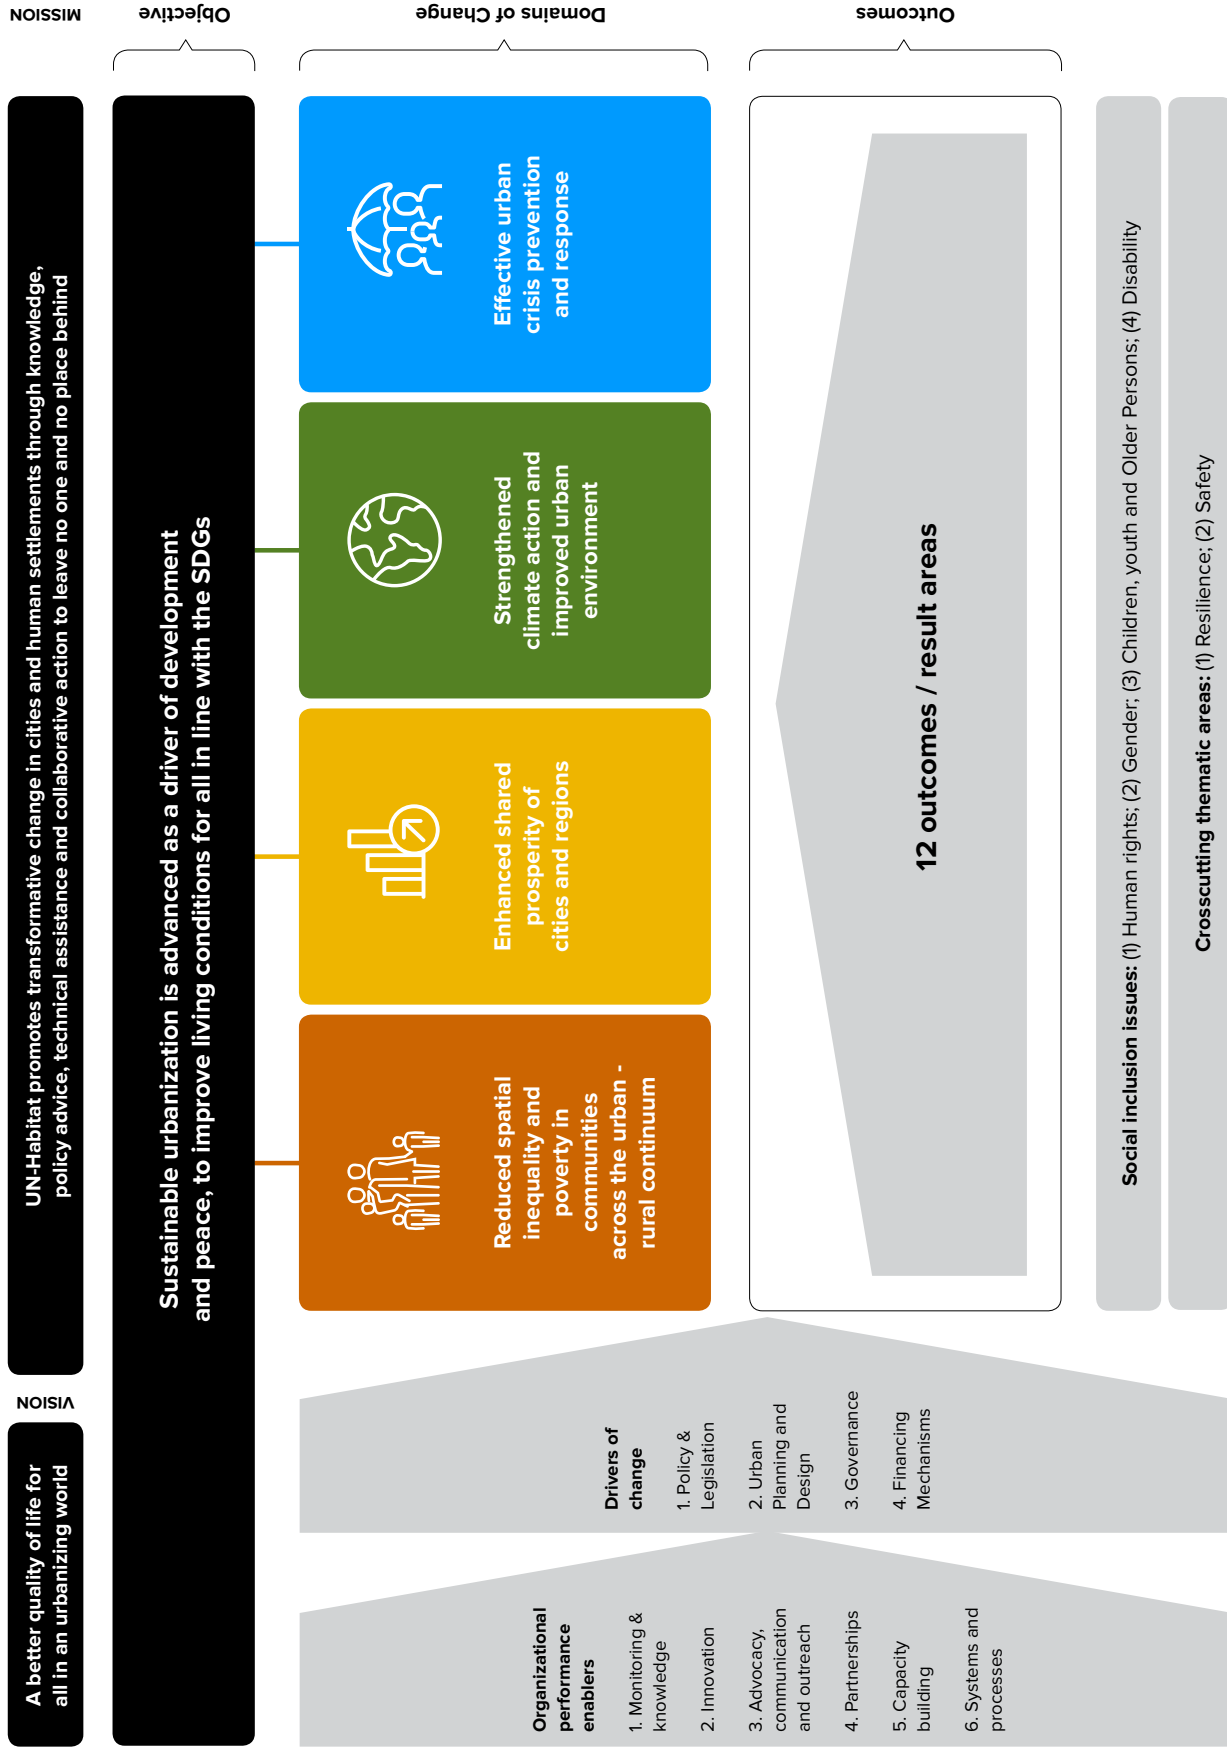 A better quality of life for
all in an urbanizing world
VISION
UN-Habitat promotes transformative change in cities and human settlements through knowledge,
policy advice, technical assistance and collaborative action to leave no one and no place behind
MISSION
Sustainable urbanization is advanced as a driver of development
and peace, to improve living conditions for all in line with the SDGs
Objective
Organizational
performance
enablers
1. Monitoring &
knowledge
2. Innovation
3. Advocacy,
communication
and outreach
4. Partnerships
5. Capacity
building
6. Systems and
processes
Drivers of
change
1. Policy &
Legislation
2. Urban
Planning and
Design
3. Governance
4. Financing
Mechanisms
Reduced spatial
inequality and
poverty in
communities
across the urban -
rural continuum
Enhanced shared
prosperity of
cities and regions
Strengthened
climate action and
improved urban
environment
Effective urban
crisis prevention
and response
Domains of Change
12 outcomes / result areas
Outcomes
Social inclusion issues: (1) Human rights; (2) Gender; (3) Children, youth and Older Persons; (4) Disability
Crosscutting thematic areas: (1) Resilience; (2) Safety